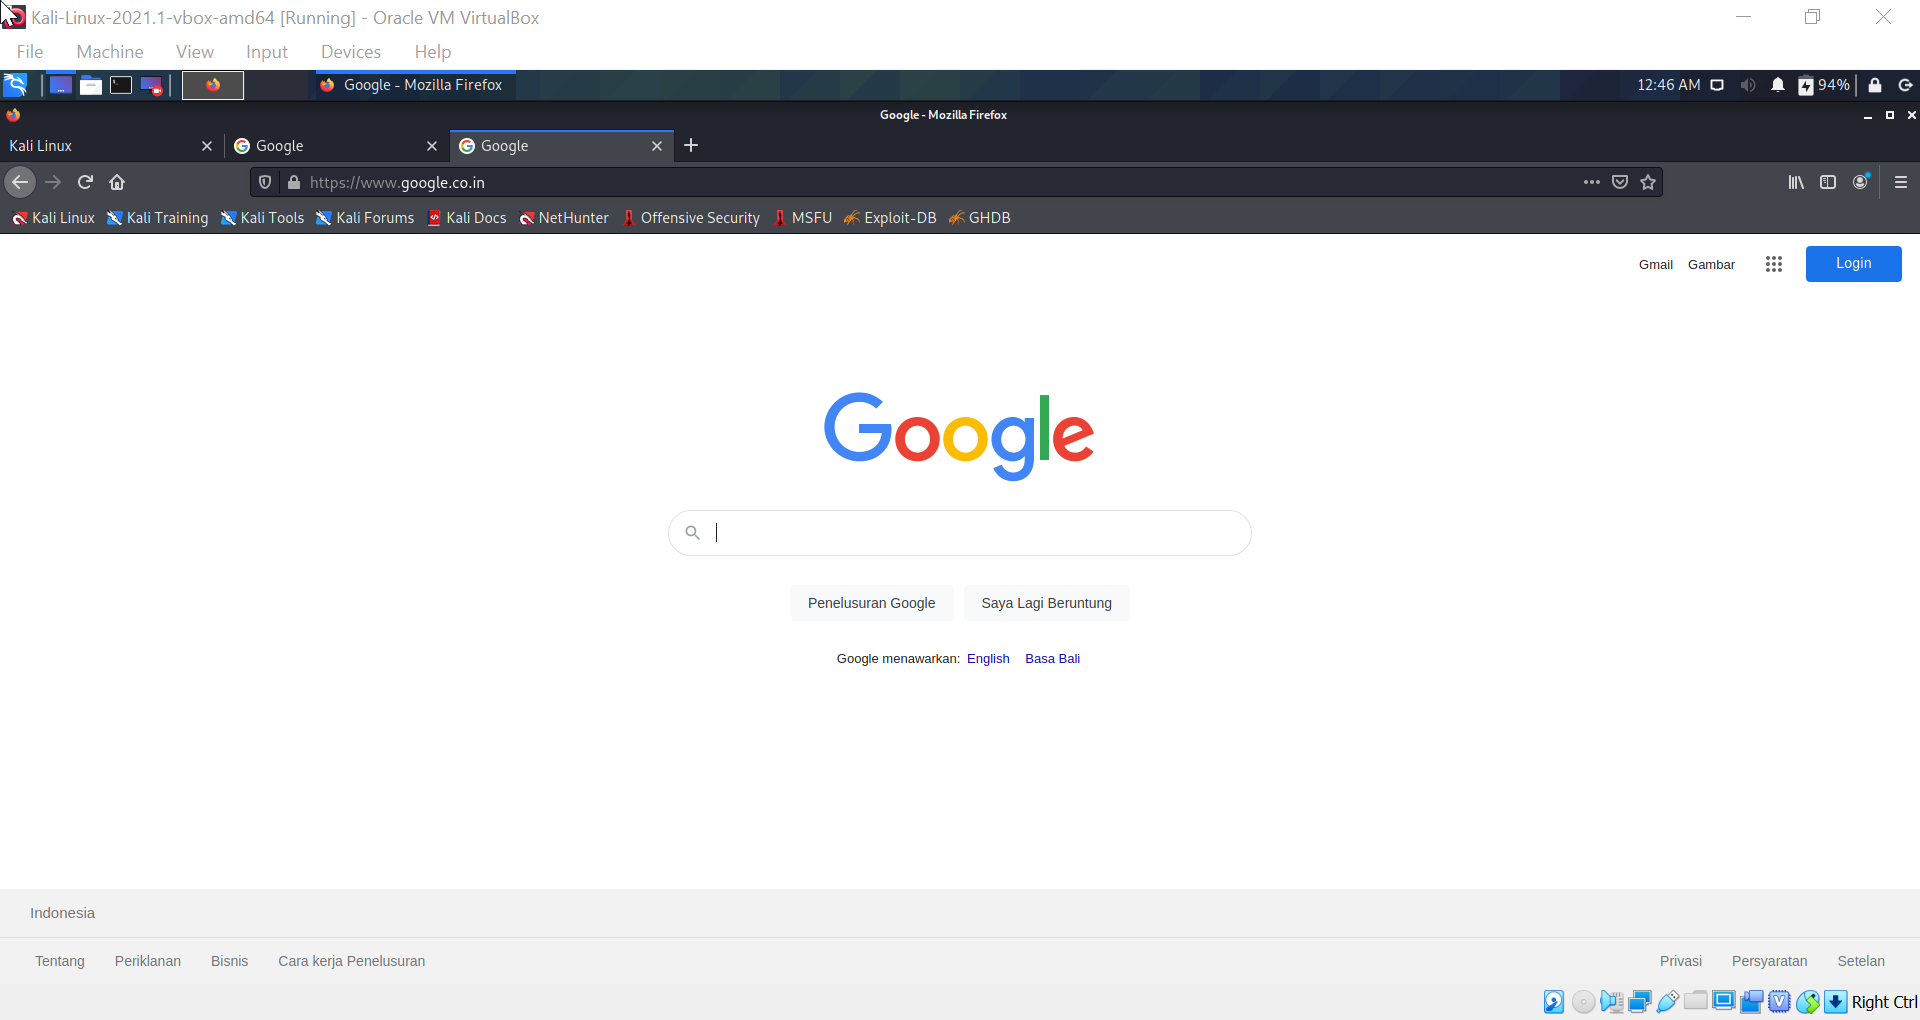 Kali-Linux-2021.1-vbox-amd64 [Running] - Oracle VM VirtualBox
File Machine View Input Devices Help
Google - Mozilla Firefox 12:46 AM 94%
Google - Mozilla Firefox
Kali Linux Google Google
https://www.google.co.in
Kali Linux Kali Training Kali Tools Kali Forums Kali Docs NetHunter Offensive Security MSFU Exploit-DB GHDB
Gmail Gambar Login
Google
Penelusuran Google Saya Lagi Beruntung
Google menawarkan: English Basa Bali
Indonesia
Tentang Periklanan Bisnis Cara kerja Penelusuran Privasi Persyaratan Setelan
Right Ctrl